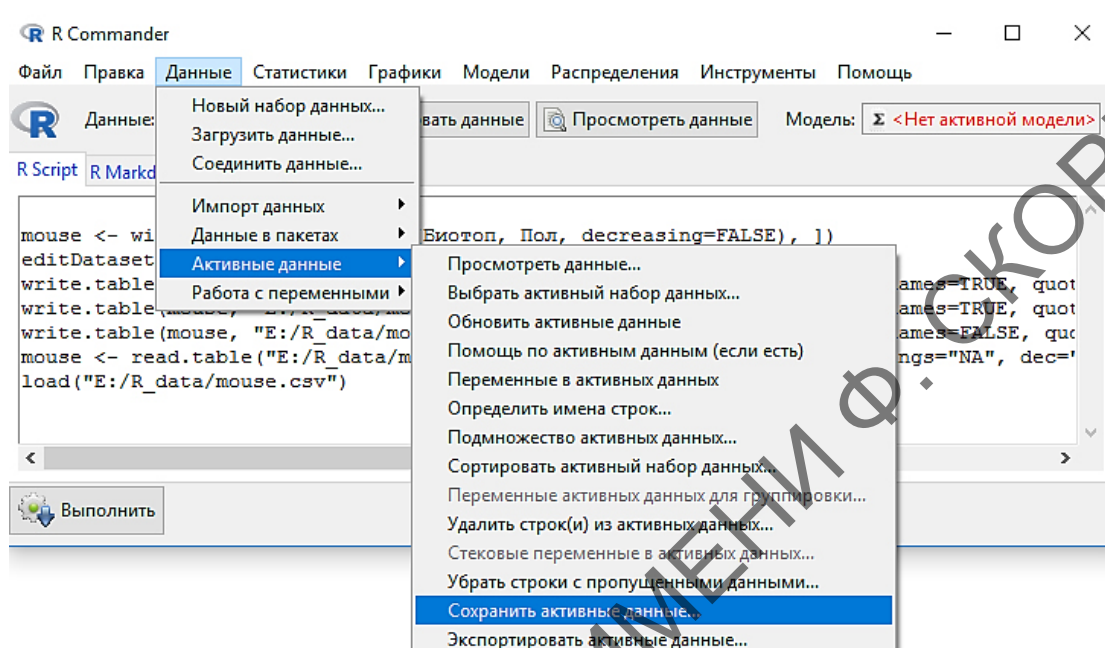 R Commander
Файл Правка Данные Статистики Графики Модели Распределения Инструменты Помощь
Данные: вать данные Просмотреть данные Модель: Σ <Нет активной модели>
Новый набор данных...
Загрузить данные...
Соединить данные...
Импорт данных
Данные в пакетах
Активные данные
Работа с переменными
R Script R Markd
mouse <- wi Биотоп, Пол, decreasing=FALSE), ])
editDataset
write.table ames=TRUE, quot
write.table(mouse, "E:/R_data/mo ames=TRUE, quot
write.table(mouse, "E:/R_data/mo ames=FALSE, quo
mouse <- read.table("E:/R_data/m ngs="NA", dec="
load("E:/R_data/mouse.csv")
Просмотреть данные...
Выбрать активный набор данных...
Обновить активные данные
Помощь по активным данным (если есть)
Переменные в активных данных
Определить имена строк...
Подмножество активных данных...
Сортировать активный набор данных...
Переменные активных данных для группировки...
Удалить строк(и) из активных данных...
Стековые переменные в активных данных...
Убрать строки с пропущенными данными...
Сохранить активные данные...
Экспортировать активные данные...
Выполнить
ИМЕНИ Ф. СКОР